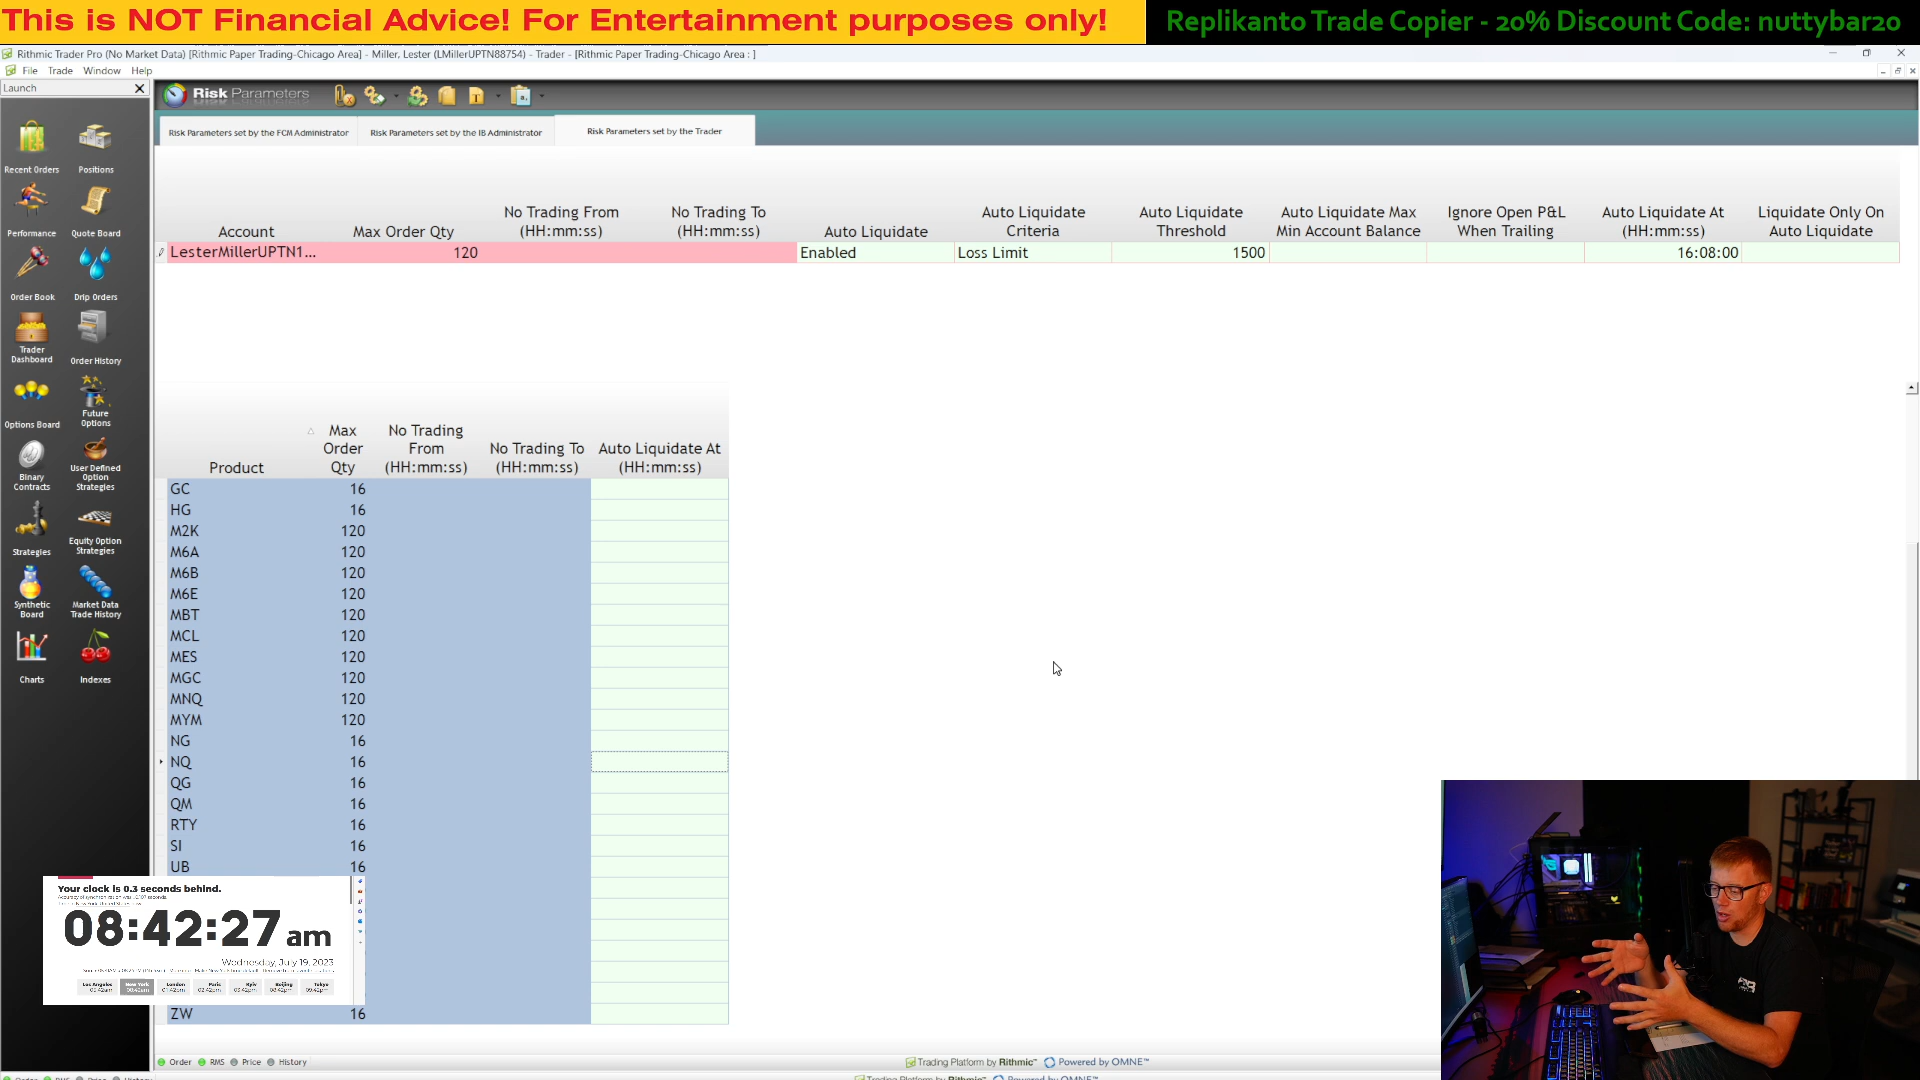 This is NOT Financial Advice! For Entertainment purposes only!
Replikanto Trade Copier - 20% Discount Code: nuttybar20
Rithmic Trader Pro (No Market Data) [Rithmic Paper Trading-Chicago Area] - Miller, Lester (LMillerUPTN88754) - Trader - [Rithmic Paper Trading-Chicago Area : ]
File Trade Window Help
Launch
Risk Parameters
Risk Parameters set by the FCM Administrator
Risk Parameters set by the IB Administrator
Risk Parameters set by the Trader
Recent Orders Positions
Performance Quote Board
Order Book Drip Orders
Trader Dashboard Order History
Options Board Future Options
Binary Contracts User Defined Option Strategies
Strategies Equity Option Strategies
Synthetic Board Market Data Trade History
Charts Indexes
Account
Max Order Qty
No Trading From (HH:mm:ss)
No Trading To (HH:mm:ss)
Auto Liquidate
Auto Liquidate Criteria
Auto Liquidate Threshold
Auto Liquidate Max Min Account Balance
Ignore Open P&L When Trailing
Auto Liquidate At (HH:mm:ss)
Liquidate Only On Auto Liquidate
LesterMillerUPTN1... 120 Enabled Loss Limit 1500 16:08:00
Product
Max Order Qty
No Trading From (HH:mm:ss)
No Trading To (HH:mm:ss)
Auto Liquidate At (HH:mm:ss)
GC 16
HG 16
M2K 120
M6A 120
M6B 120
M6E 120
MBT 120
MCL 120
MES 120
MGC 120
MNQ 120
MYM 120
NG 16
NQ 16
QG 16
QM 16
RTY 16
SI 16
UB 16
ZW 16
Your clock is 0.3 seconds behind.
08:42:27 am
Wednesday, July 19, 2023
Los Angeles New York London Paris Kyiv Beijing Tokyo
Order RMS Price History
Trading Platform by Rithmic™ Powered by OMNE™